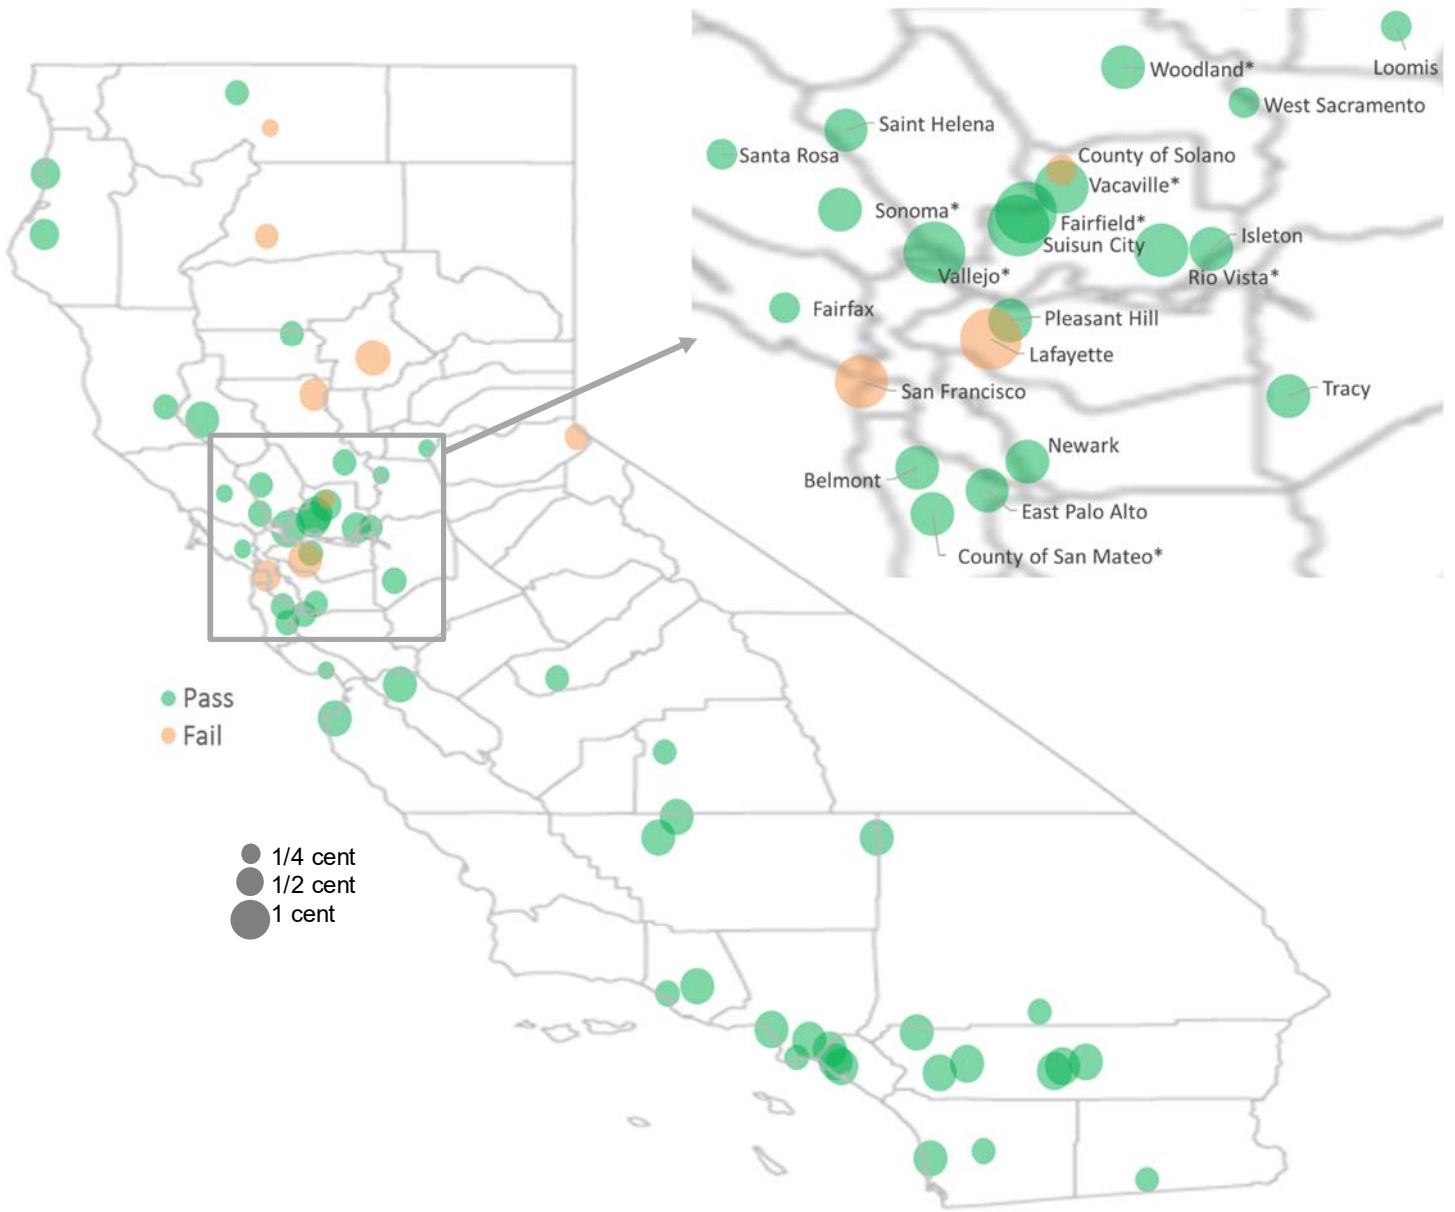 Loomis
Woodland*
West Sacramento
Saint Helena
Santa Rosa
County of Solano
Vacaville*
Sonoma*
Fairfield*
Suisun City
Isleton
Rio Vista*
Vallejo*
Fairfax
Pleasant Hill
Lafayette
San Francisco
Tracy
Newark
Belmont
East Palo Alto
County of San Mateo*
Pass
Fail
1/4 cent
1/2 cent
1 cent